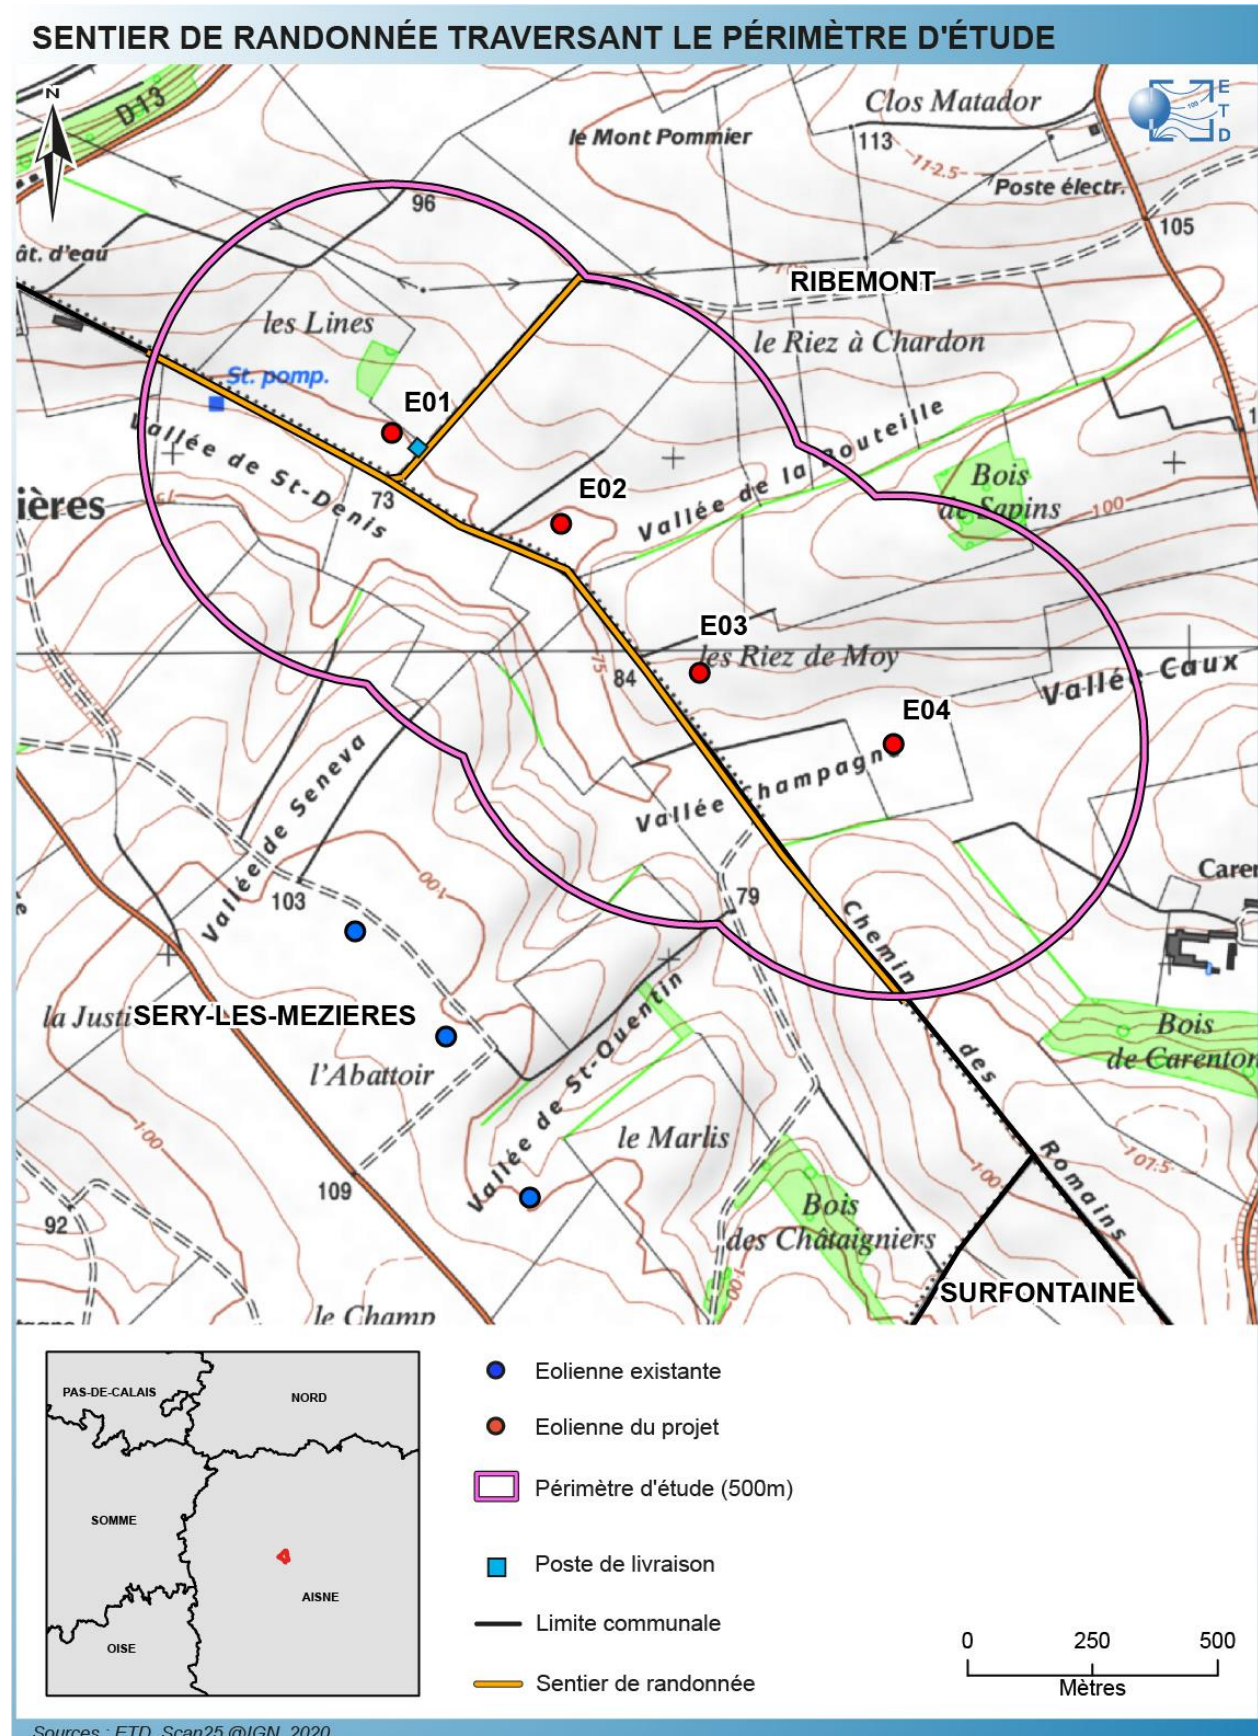 SENTIER DE RANDONNÉE TRAVERSANT LE PÉRIMÈTRE D'ÉTUDE
N
D13
Clos Matador
E
T
D
le Mont Pommier
113
112.5
Poste électr.
96
105
ât. d'eau
RIBEMONT
les Lines
le Riez à Chardon
St. pomp.
E01
Vallée de St-Denis
Vallée de la Bouteille
Bois
de Sapins
ières
73
E02
100
E03
les Riez de Moy
75
84
Vallée Caux
E04
Vallée Champagne
Vallée de Seneva
100
103
79
Caren
Chemin des Romains
la Justi
SERY-LES-MEZIERES
Bois
de Carenton
l'Abattoir
Vallée de St-Quentin
le Marlis
100
100
107.5
109
92
Bois
des Châtaigniers
100
SURFONTAINE
le Champ
PAS-DE-CALAIS
NORD
SOMME
AISNE
OISE
Eolienne existante
Eolienne du projet
Périmètre d'étude (500m)
Poste de livraison
Limite communale
Sentier de randonnée
0 250 500
Mètres
Sources : ETD, Scan25 @IGN, 2020